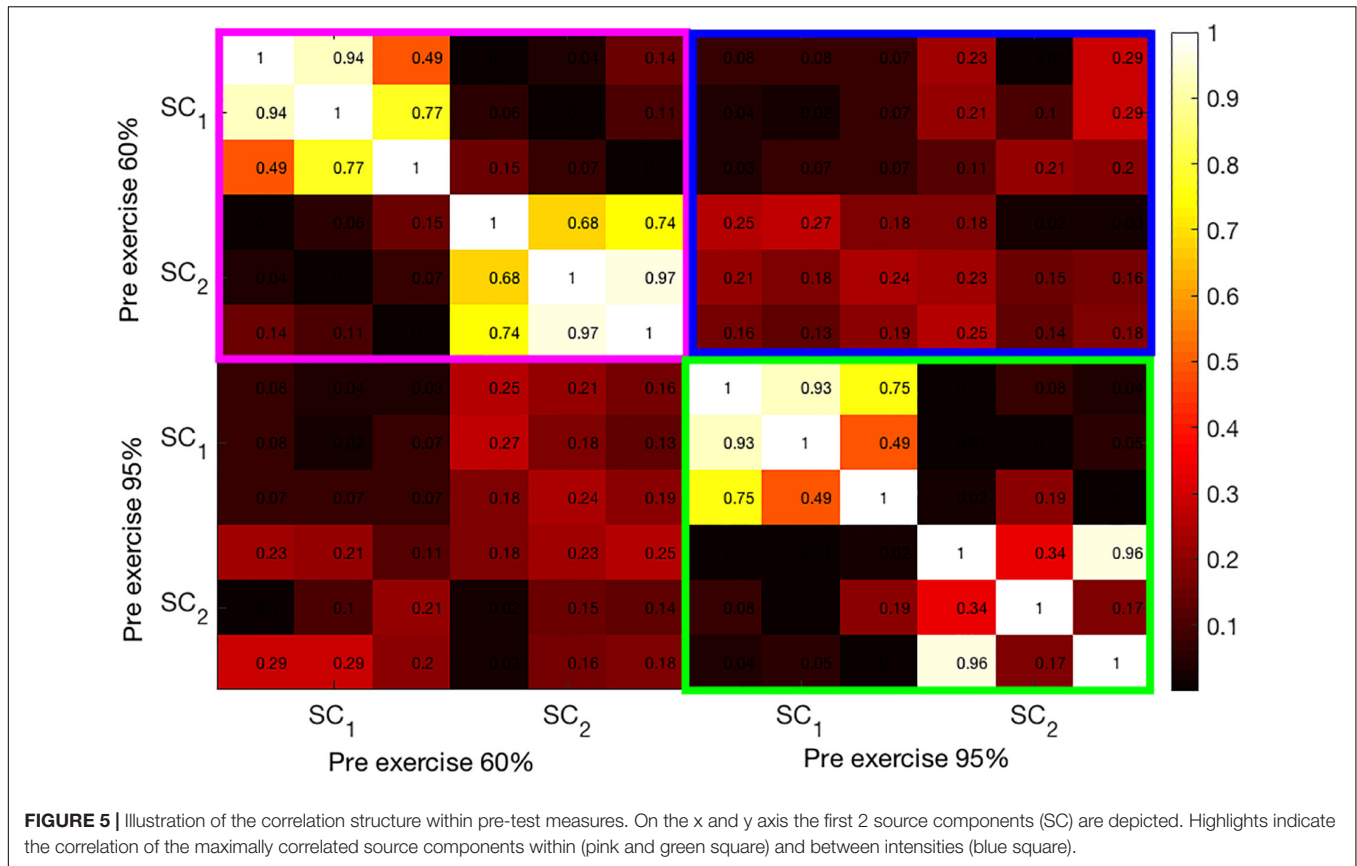 1 0.94 0.49 0.04 0.14 0.08 0.08 0.07 0.23 0.29
0.94 1 0.77 0.06 0.11 0.04 0.02 0.07 0.21 0.1 0.29
0.49 0.77 1 0.15 0.07 0.03 0.07 0.07 0.11 0.21 0.2
0.06 0.15 1 0.68 0.74 0.25 0.27 0.18 0.18 0.02 0.03
0.04 0.07 0.68 1 0.97 0.21 0.18 0.24 0.23 0.15 0.16
0.14 0.11 0.74 0.97 1 0.16 0.13 0.19 0.25 0.14 0.18
0.08 0.04 0.03 0.25 0.21 0.16 1 0.93 0.75 0.08 0.04
0.08 0.02 0.07 0.27 0.18 0.13 0.93 1 0.49 0.05
0.07 0.07 0.07 0.18 0.24 0.19 0.75 0.49 1 0.02 0.19
0.23 0.21 0.11 0.18 0.23 0.25 0.02 1 0.34 0.96
0.1 0.21 0.02 0.15 0.14 0.08 0.19 0.34 1 0.17
0.29 0.29 0.2 0.03 0.16 0.18 0.04 0.05 0.96 0.17 1
SC1
SC2
Pre exercise 60%
SC1
SC2
Pre exercise 95%
SC1 SC2 SC1 SC2
Pre exercise 60% Pre exercise 95%
1
0.9
0.8
0.7
0.6
0.5
0.4
0.3
0.2
0.1
FIGURE 5 | Illustration of the correlation structure within pre-test measures. On the x and y axis the first 2 source components (SC) are depicted. Highlights indicate
the correlation of the maximally correlated source components within (pink and green square) and between intensities (blue square).